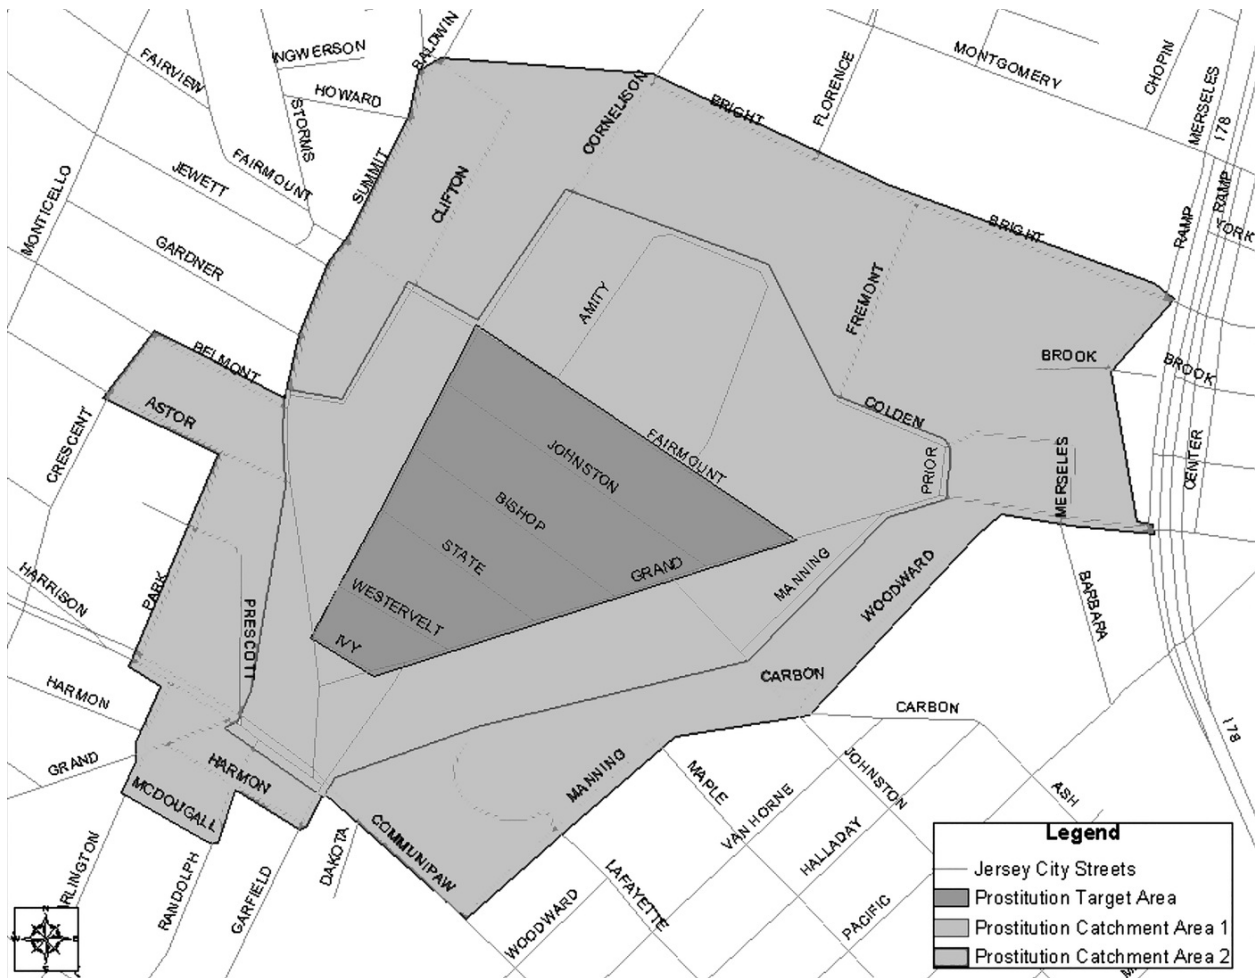 INGWERSON
BALDWIN
FAIRVIEW
HOWARD
STORMS
MONTGOMERY
CHOPIN
MERSELES
178
FLORENCE
BRIGHT
CORNELISON
SUMMIT
FAIRMOUNT
JEWETT
CLIFTON
MONTICELLO
GARDNER
RAMP
RAMP
YORK
BRIGHT
AMITY
FREMONT
BELMONT
BROOK
BROOK
ASTOR
COLDEN
CRESCENT
JOHNSTON
FAIRMOUNT
PRIOR
MERSELES
CENTER
BISHOP
STATE
GRAND
MANNING
WOODWARD
BARBARA
HARRISON
PARK
WESTERVELT
IVY
PRESCOTT
CARBON
HARMON
CARBON
178
GRAND
MCDOUGALL
HARMON
MANNING
MAPLE
JOHNSTON
ASH
VAN HORNE
HALLADAY
COMMUNIPAW
DAKOTA
RLINGTON
RANDOLPH
GARFIELD
LAFAYETTE
WOODWARD
PACIFIC
Legend
Jersey City Streets
Prostitution Target Area
Prostitution Catchment Area 1
Prostitution Catchment Area 2
N
W
E
S